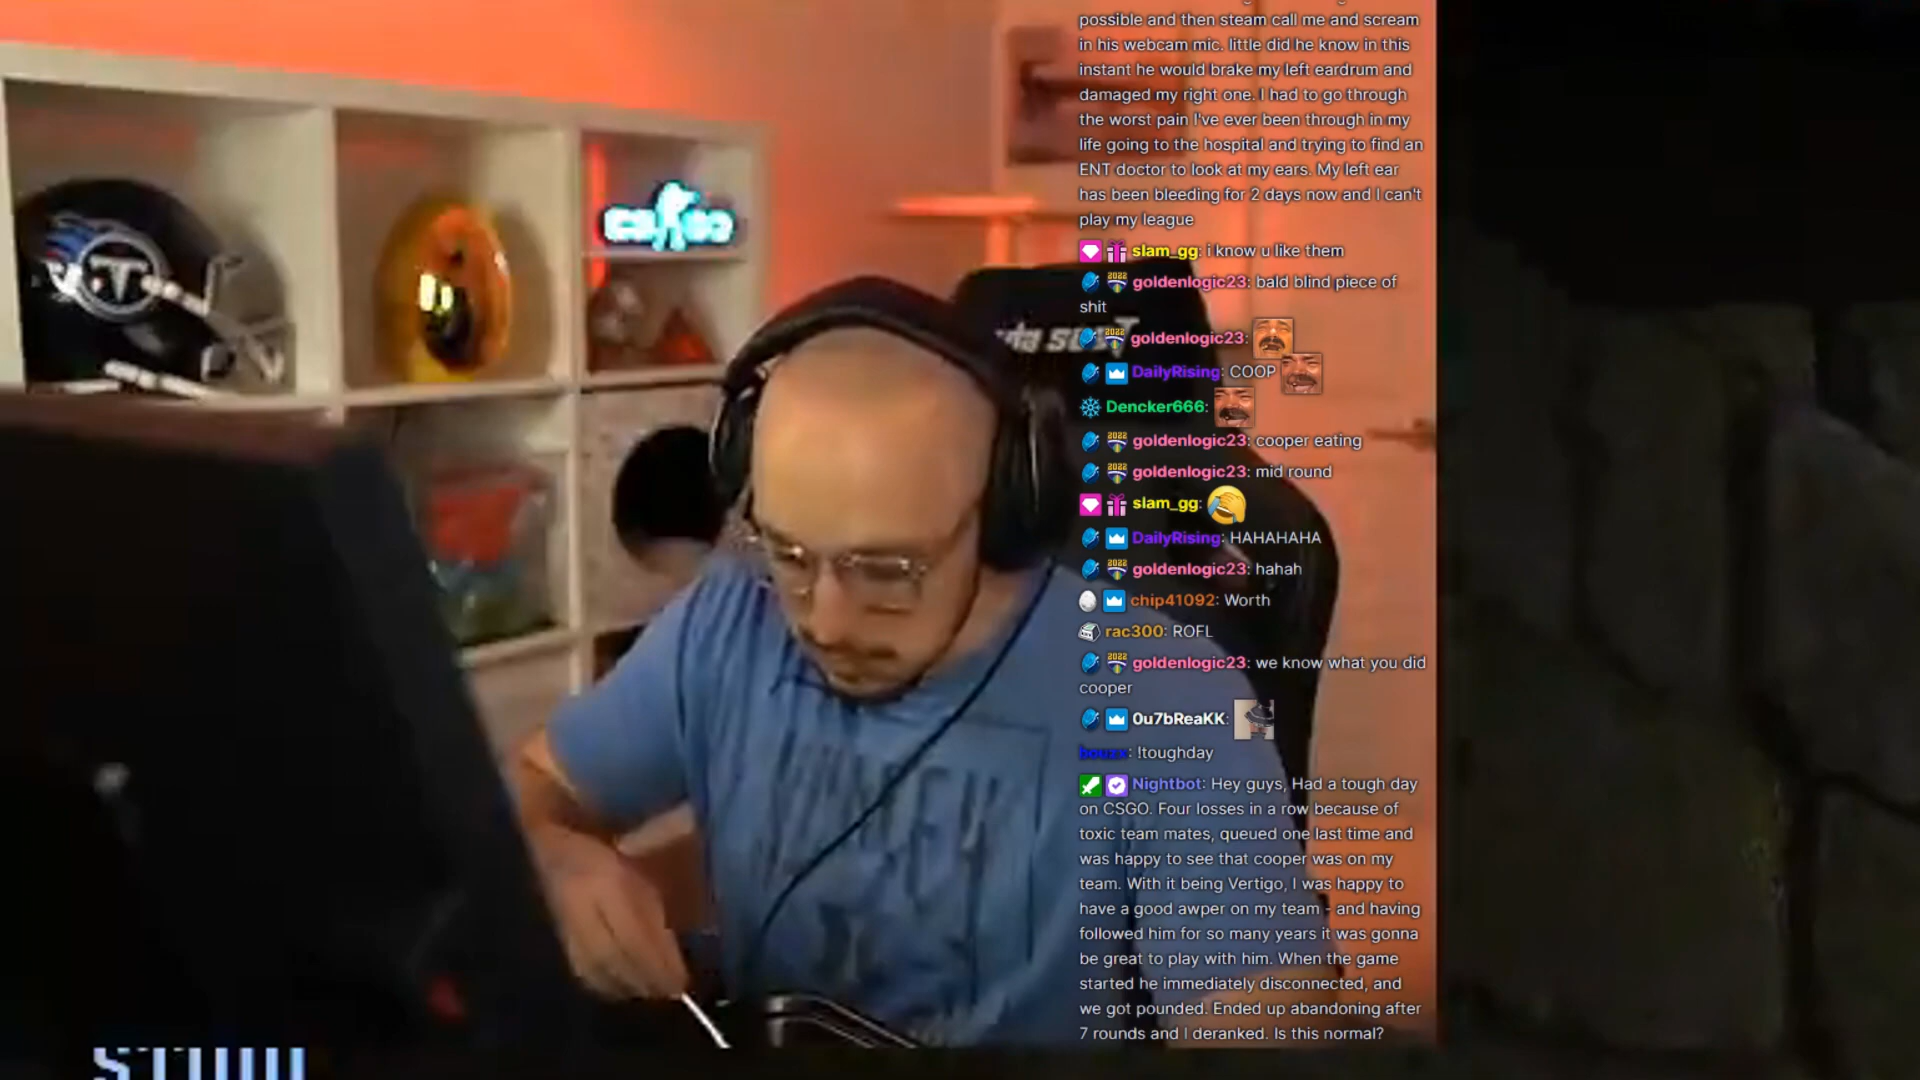 possible and then steam call me and scream
in his webcam mic. little did he know in this
instant he would brake my left eardrum and
damaged my right one. I had to go through
the worst pain I've ever been through in my
life going to the hospital and trying to find an
ENT doctor to look at my ears. My left ear
has been bleeding for 2 days now and I can't
play my league
slam_gg: i know u like them
goldenlogic23: bald blind piece of
shit
goldenlogic23:
DailyRising: COOP
Dencker666:
goldenlogic23: cooper eating
goldenlogic23: mid round
slam_gg:
DailyRising: HAHAHAHA
goldenlogic23: hahah
chip41092: Worth
rac300: ROFL
goldenlogic23: we know what you did
cooper
0u7bReaKK:
: !toughday
Nightbot: Hey guys, Had a tough day
on CSGO. Four losses in a row because of
toxic team mates, queued one last time and
was happy to see that cooper was on my
team. With it being Vertigo, I was happy to
have a good awper on my team - and having
followed him for so many years it was gonna
be great to play with him. When the game
started he immediately disconnected, and
we got pounded. Ended up abandoning after
7 rounds and I deranked. Is this normal?